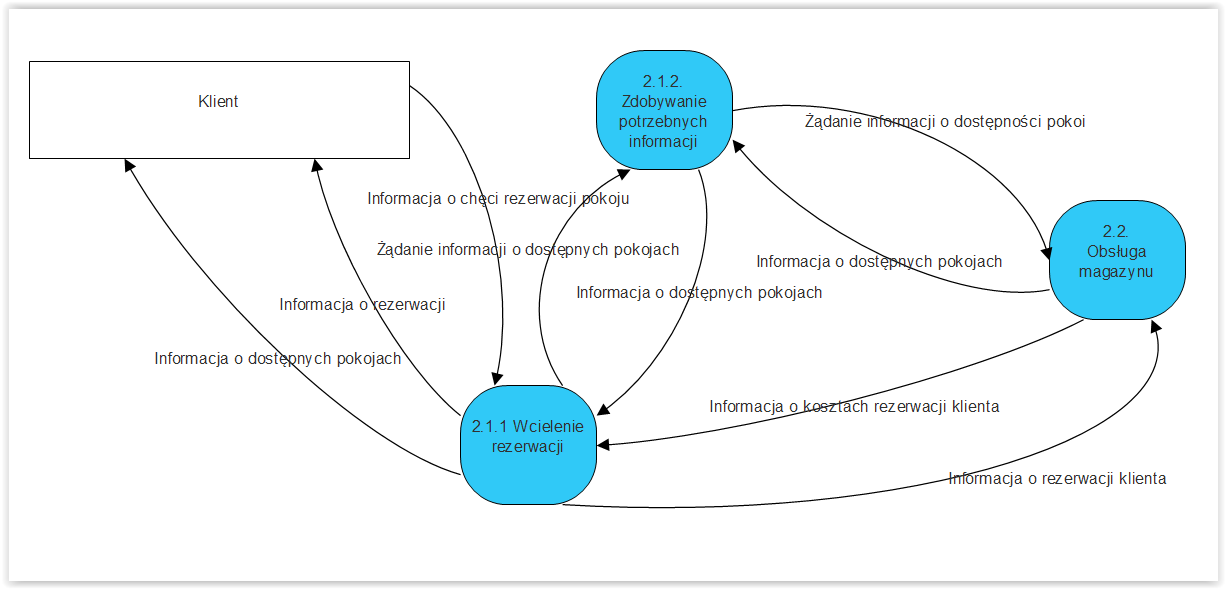 Klient
2.1.2.
Zdobywanie
potrzebnych
informacji
Żądanie informacji o dostępności pokoi
Informacja o chęci rezerwacji pokoju
2.2.
Obsługa
magazynu
Żądanie informacji o dostępnych pokojach
Informacja o dostępnych pokojach
Informacja o dostępnych pokojach
Informacja o rezerwacji
Informacja o dostępnych pokojach
Informacja o kosztach rezerwacji klienta
2.1.1 Wcielenie
rezerwacji
Informacja o rezerwacji klienta